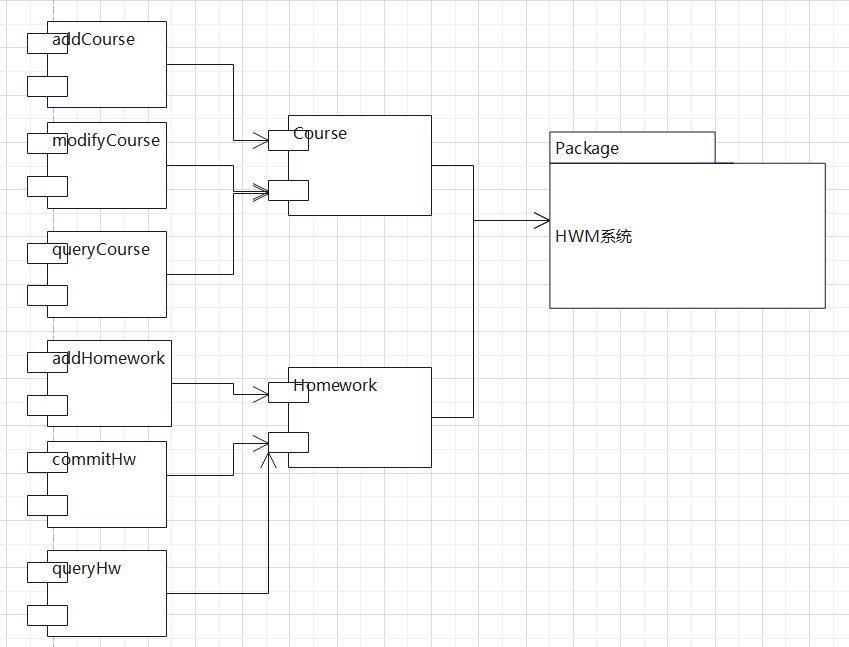 addCourse
modifyCourse
queryCourse
addHomework
commitHw
queryHw
Course
Homework
Package
HWM系统